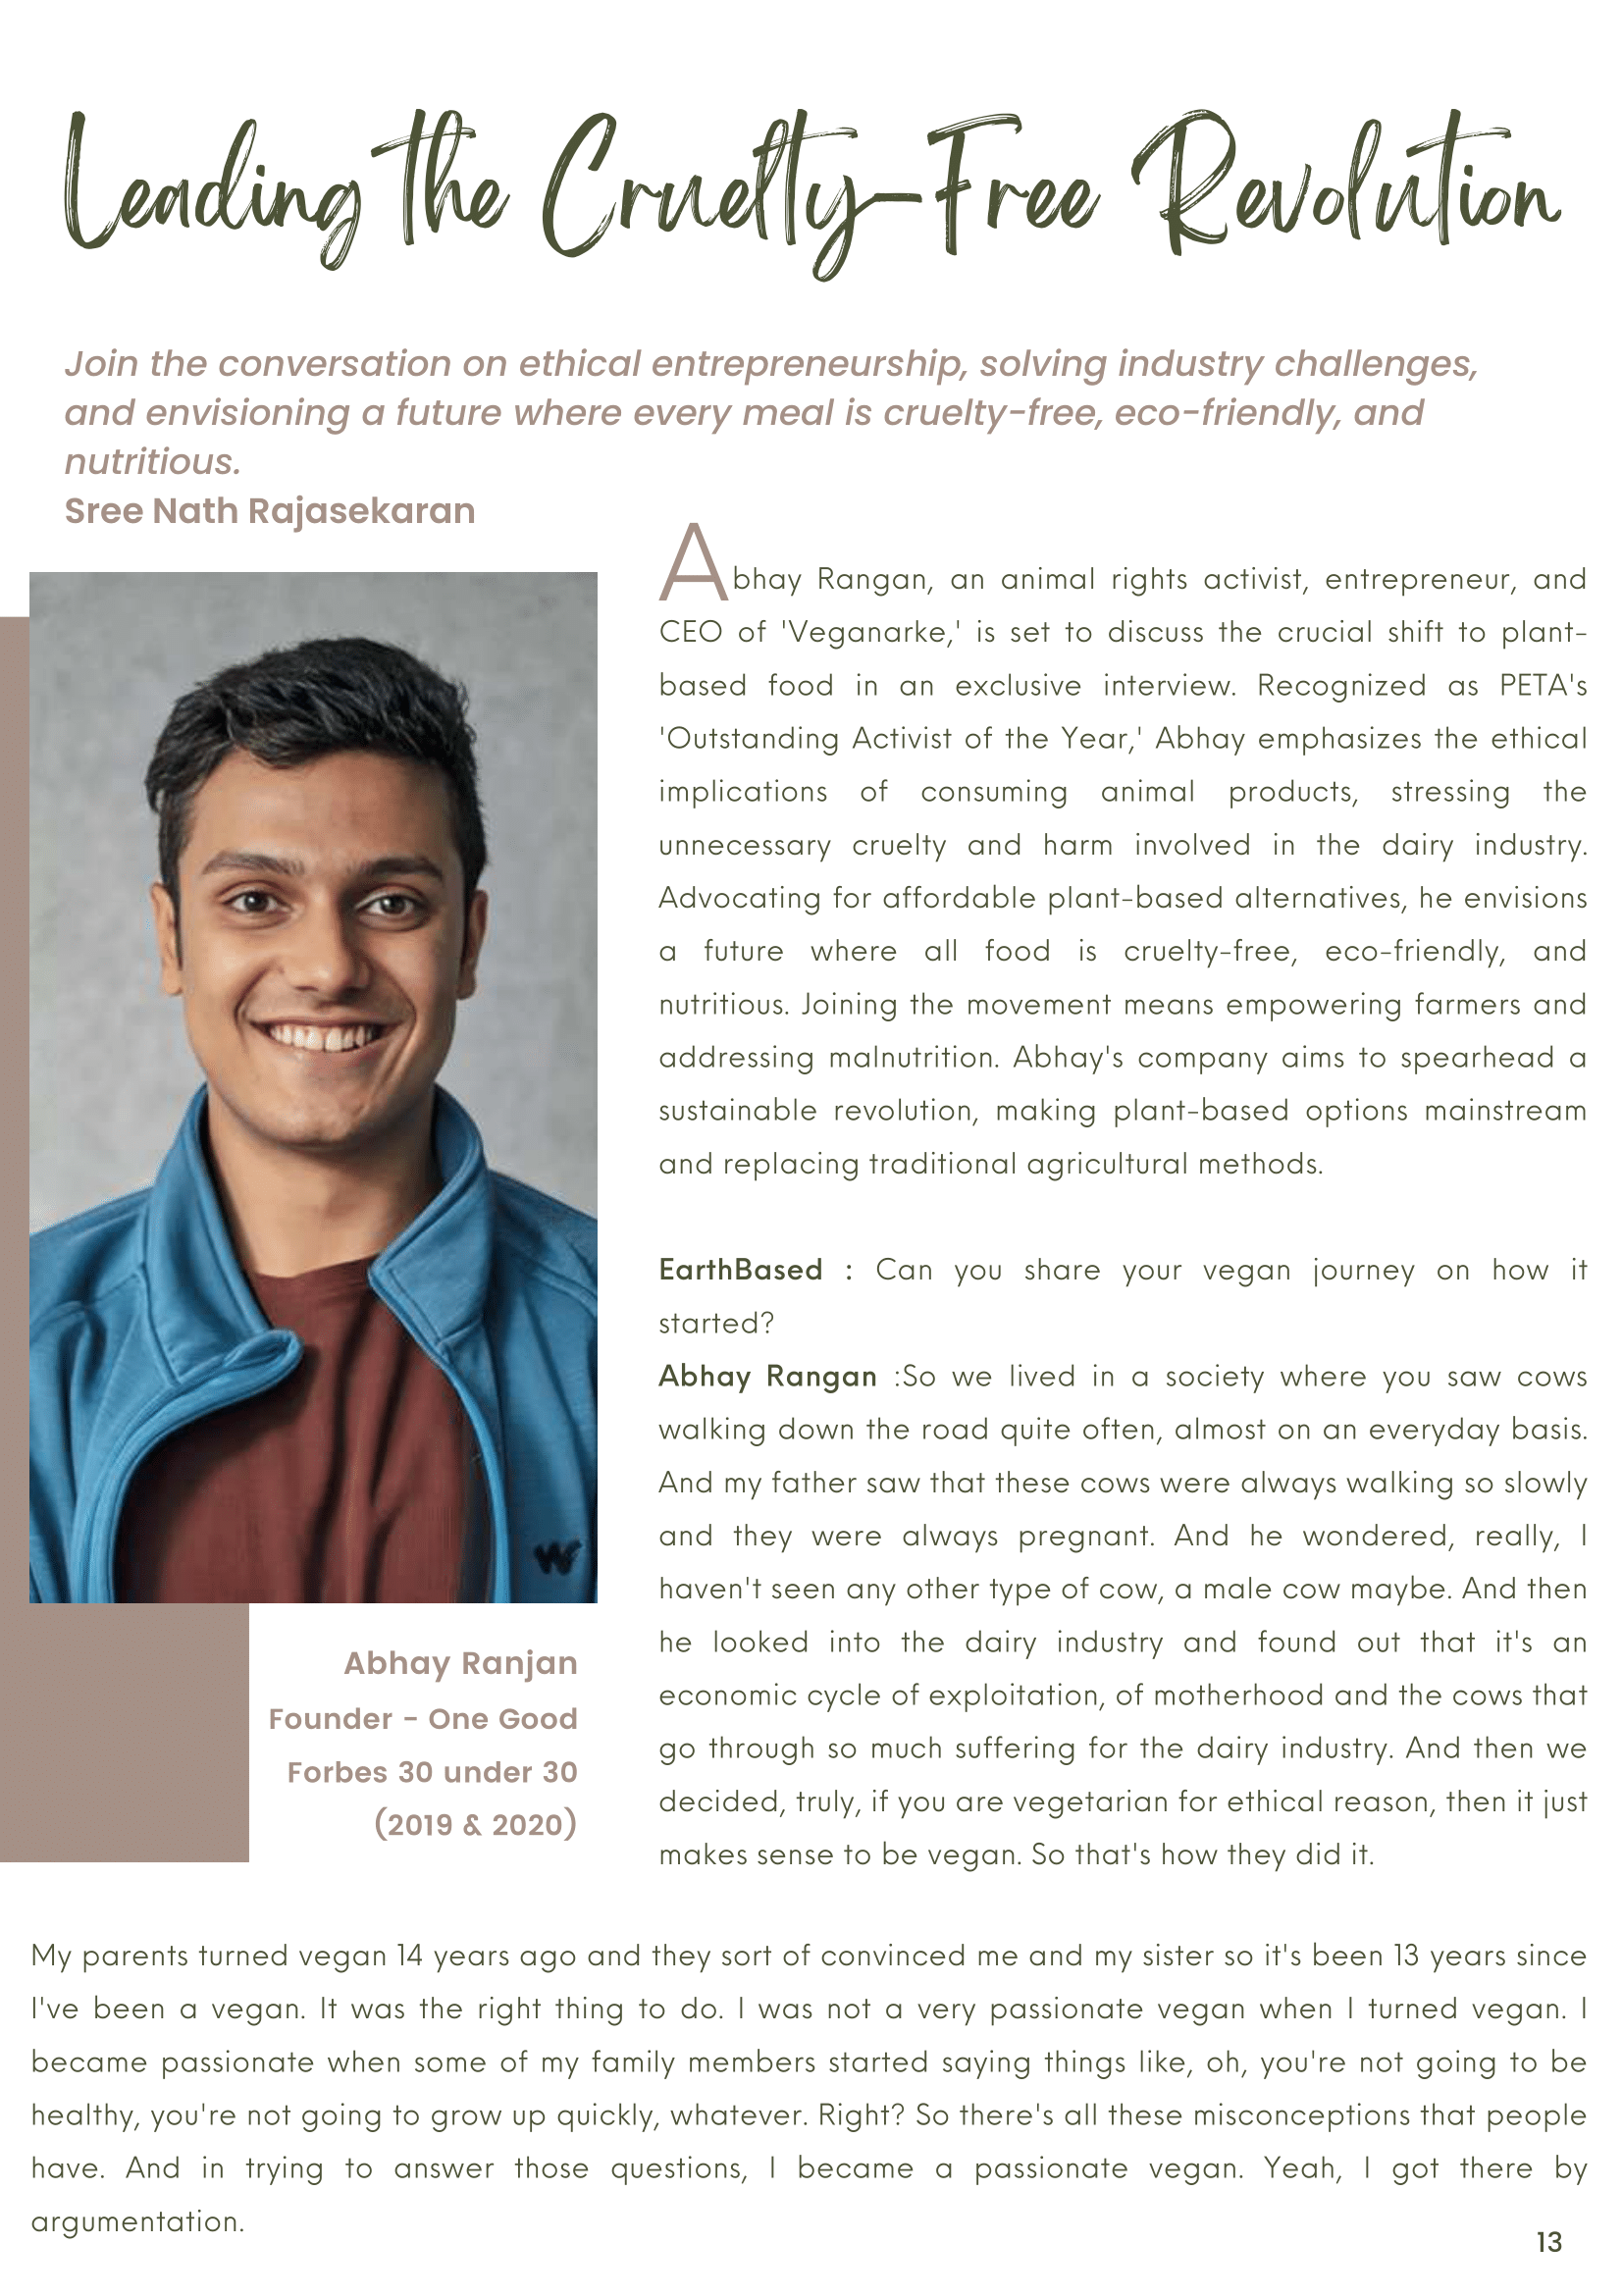 Leading the Cruelty-Free Revolution
Join the conversation on ethical entrepreneurship, solving industry challenges,
and envisioning a future where every meal is cruelty-free, eco-friendly, and
nutritious.
Sree Nath Rajasekaran
Abhay Rangan, an animal rights activist, entrepreneur, and
CEO of 'Veganarke,' is set to discuss the crucial shift to plant-
based food in an exclusive interview. Recognized as PETA's
'Outstanding Activist of the Year,' Abhay emphasizes the ethical
implications of consuming animal products, stressing the
unnecessary cruelty and harm involved in the dairy industry.
Advocating for affordable plant-based alternatives, he envisions
a future where all food is cruelty-free, eco-friendly, and
nutritious. Joining the movement means empowering farmers and
addressing malnutrition. Abhay's company aims to spearhead a
sustainable revolution, making plant-based options mainstream
and replacing traditional agricultural methods.
EarthBased : Can you share your vegan journey on how it
started?
Abhay Rangan :So we lived in a society where you saw cows
walking down the road quite often, almost on an everyday basis.
And my father saw that these cows were always walking so slowly
and they were always pregnant. And he wondered, really, I
haven't seen any other type of cow, a male cow maybe. And then
he looked into the dairy industry and found out that it's an
economic cycle of exploitation, of motherhood and the cows that
go through so much suffering for the dairy industry. And then we
decided, truly, if you are vegetarian for ethical reason, then it just
makes sense to be vegan. So that's how they did it.
W
Abhay Ranjan
Founder - One Good
Forbes 30 under 30
(2019 & 2020)
My parents turned vegan 14 years ago and they sort of convinced me and my sister so it's been 13 years since
I've been a vegan. It was the right thing to do. I was not a very passionate vegan when I turned vegan. I
became passionate when some of my family members started saying things like, oh, you're not going to be
healthy, you're not going to grow up quickly, whatever. Right? So there's all these misconceptions that people
have. And in trying to answer those questions, I became a passionate vegan. Yeah, I got there by
argumentation.
13